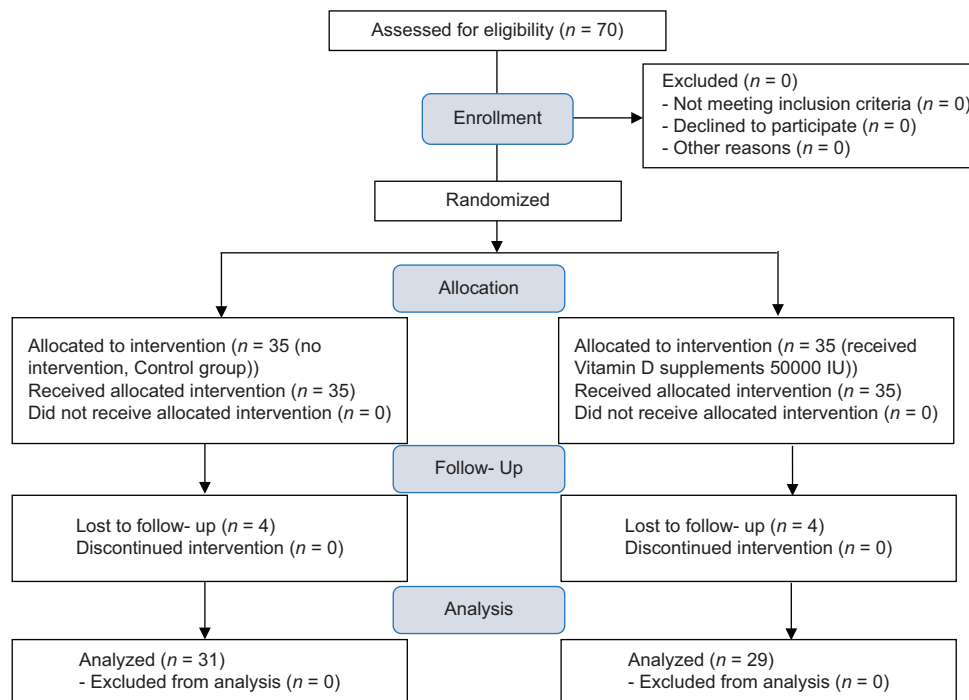 Assessed for eligibility (n = 70)
Excluded (n = 0)
- Not meeting inclusion criteria (n = 0)
- Declined to participate (n = 0)
- Other reasons (n = 0)
Enrollment
Randomized
Allocation
Allocated to intervention (n = 35 (no
intervention, Control group))
Received allocated intervention (n = 35)
Did not receive allocated intervention (n = 0)
Allocated to intervention (n = 35 (received
Vitamin D supplements 50000 IU))
Received allocated intervention (n = 35)
Did not receive allocated intervention (n = 0)
Follow- Up
Lost to follow- up (n = 4)
Discontinued intervention (n = 0)
Lost to follow- up (n = 4)
Discontinued intervention (n = 0)
Analysis
Analyzed (n = 31)
- Excluded from analysis (n = 0)
Analyzed (n = 29)
- Excluded from analysis (n = 0)